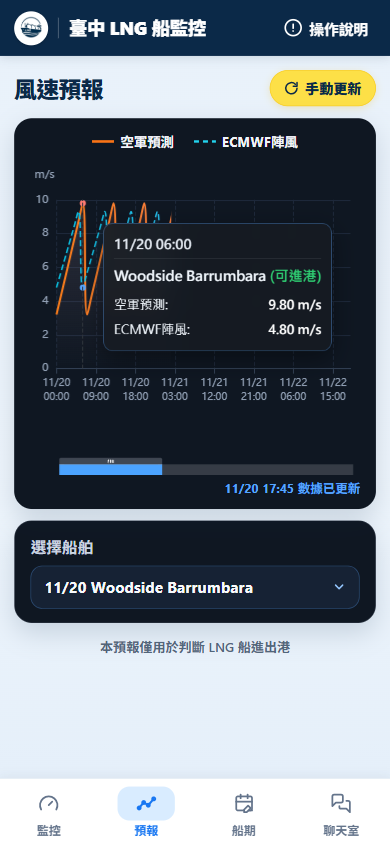 臺中 LNG 船監控
操作說明
風速預報
手動更新
空軍預測
ECMWF陣風
m/s
10
8
6
4
2
0
11/20 06:00
Woodside Barrumbara (可進港)
空軍預測: 9.80 m/s
ECMWF陣風: 4.80 m/s
11/20 11/20 11/20 11/21 11/21 11/21 11/22 11/22
00:00 09:00 18:00 03:00 12:00 21:00 06:00 15:00
11/20 17:45 數據已更新
選擇船舶
11/20 Woodside Barrumbara
本預報僅用於判斷 LNG 船進出港
監控
預報
船期
聊天室